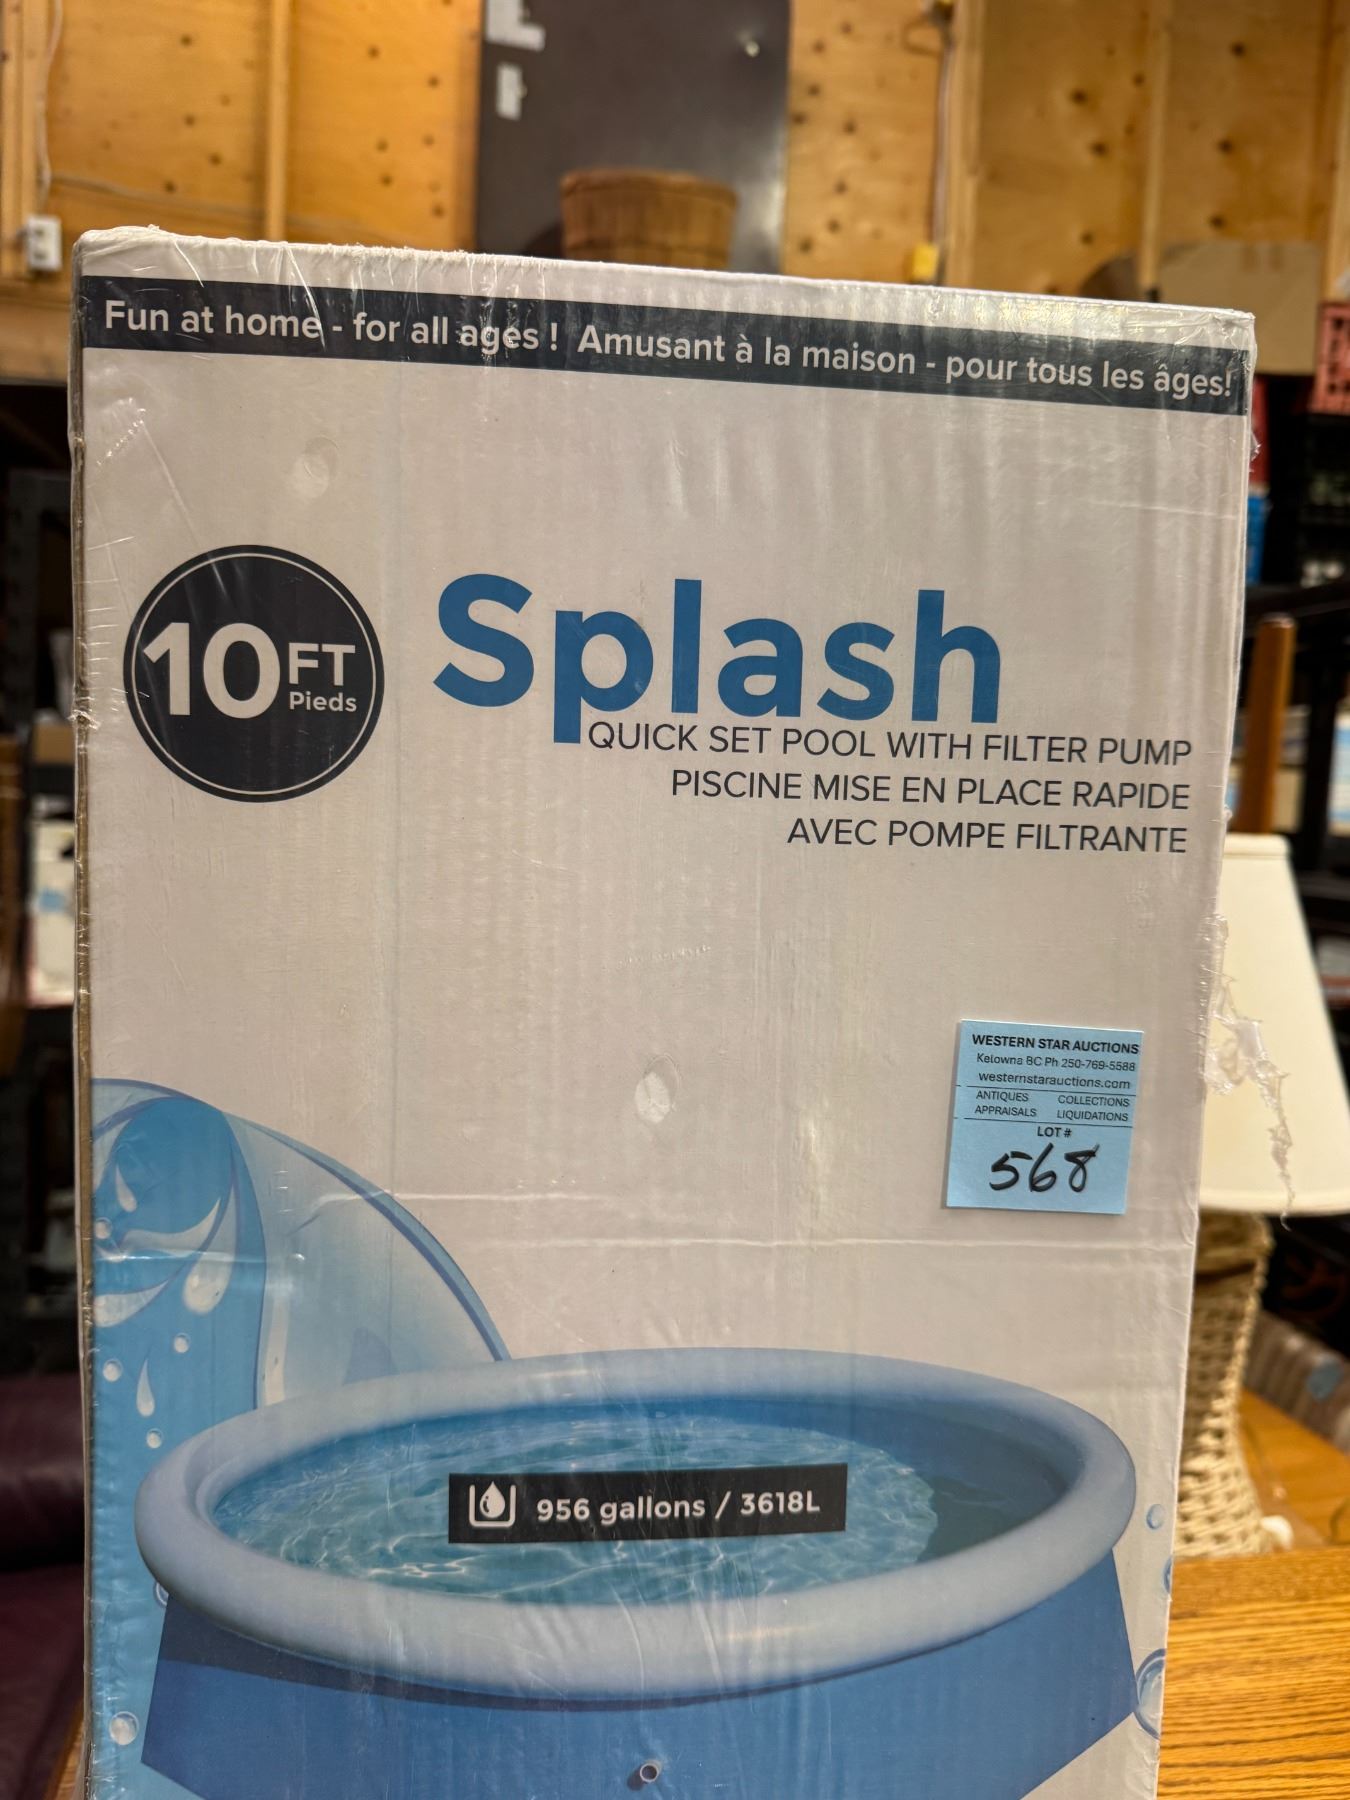 Fun at home - for all ages ! Amusant à la maison - pour tous les âges!
10 FT
Pieds
Splash
QUICK SET POOL WITH FILTER PUMP
PISCINE MISE EN PLACE RAPIDE
AVEC POMPE FILTRANTE
WESTERN STAR AUCTIONS
Kelowna BC Ph 250-769-5588
westernstarauctions.com
ANTIQUES COLLECTIONS
APPRAISALS LIQUIDATIONS
LOT #
568
956 gallons / 3618L